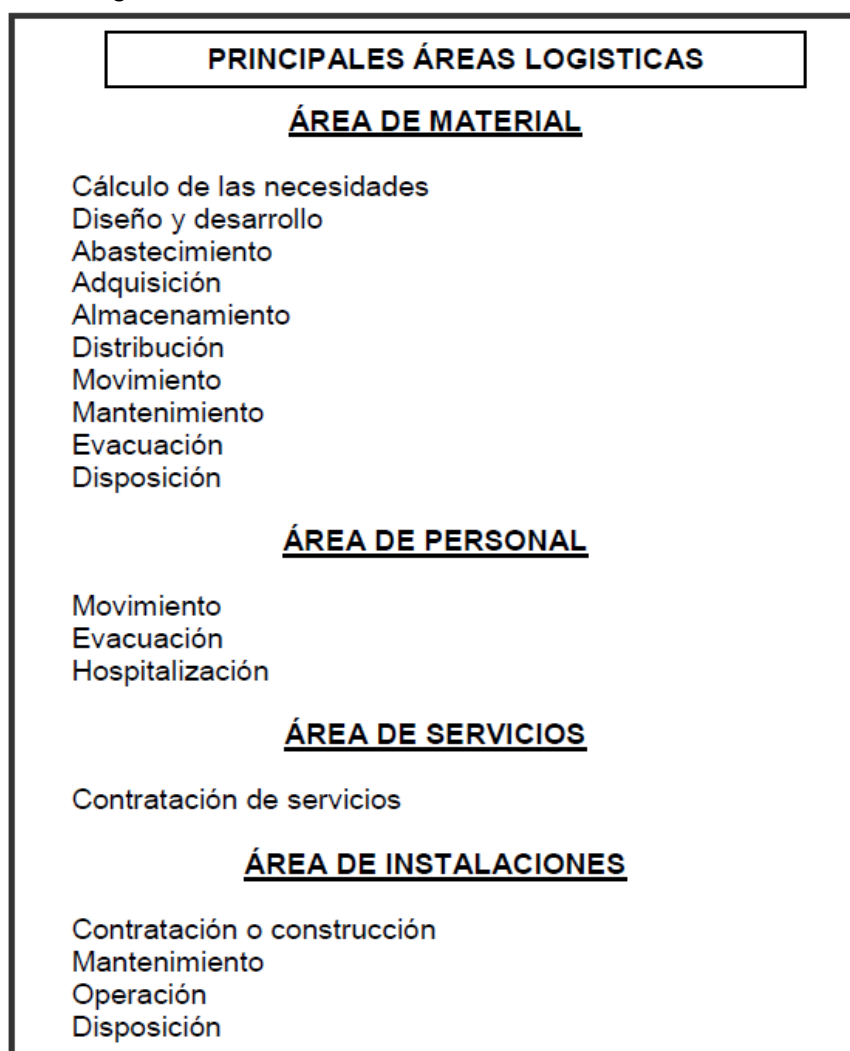 PRINCIPALES ÁREAS LOGISTICAS
ÁREA DE MATERIAL
Cálculo de las necesidades
Diseño y desarrollo
Abastecimiento
Adquisición
Almacenamiento
Distribución
Movimiento
Mantenimiento
Evacuación
Disposición
ÁREA DE PERSONAL
Movimiento
Evacuación
Hospitalización
ÁREA DE SERVICIOS
Contratación de servicios
ÁREA DE INSTALACIONES
Contratación o construcción
Mantenimiento
Operación
Disposición